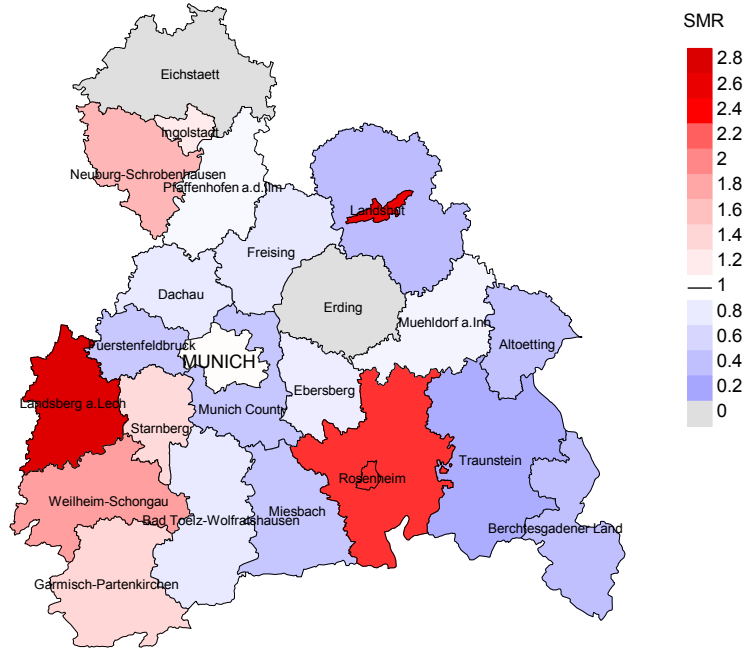 SMR
2.8
2.6
2.4
2.2
2
1.8
1.6
1.4
1.2
1
0.8
0.6
0.4
0.2
0
Eichstaett
Ingolstadt
Neuburg-Schrobenhausen
Pfaffenhofen a.d.Ilm
Landshut
Freising
Dachau
Erding
Muehldorf a.Inn
Altoetting
Fuerstenfeldbruck
MUNICH
Ebersberg
Landsberg a.Lech
Munich County
Starnberg
Traunstein
Rosenheim
Weilheim-Schongau
Miesbach
Bad Toelz-Wolfratshausen
Berchtesgadener Land
Garmisch-Partenkirchen